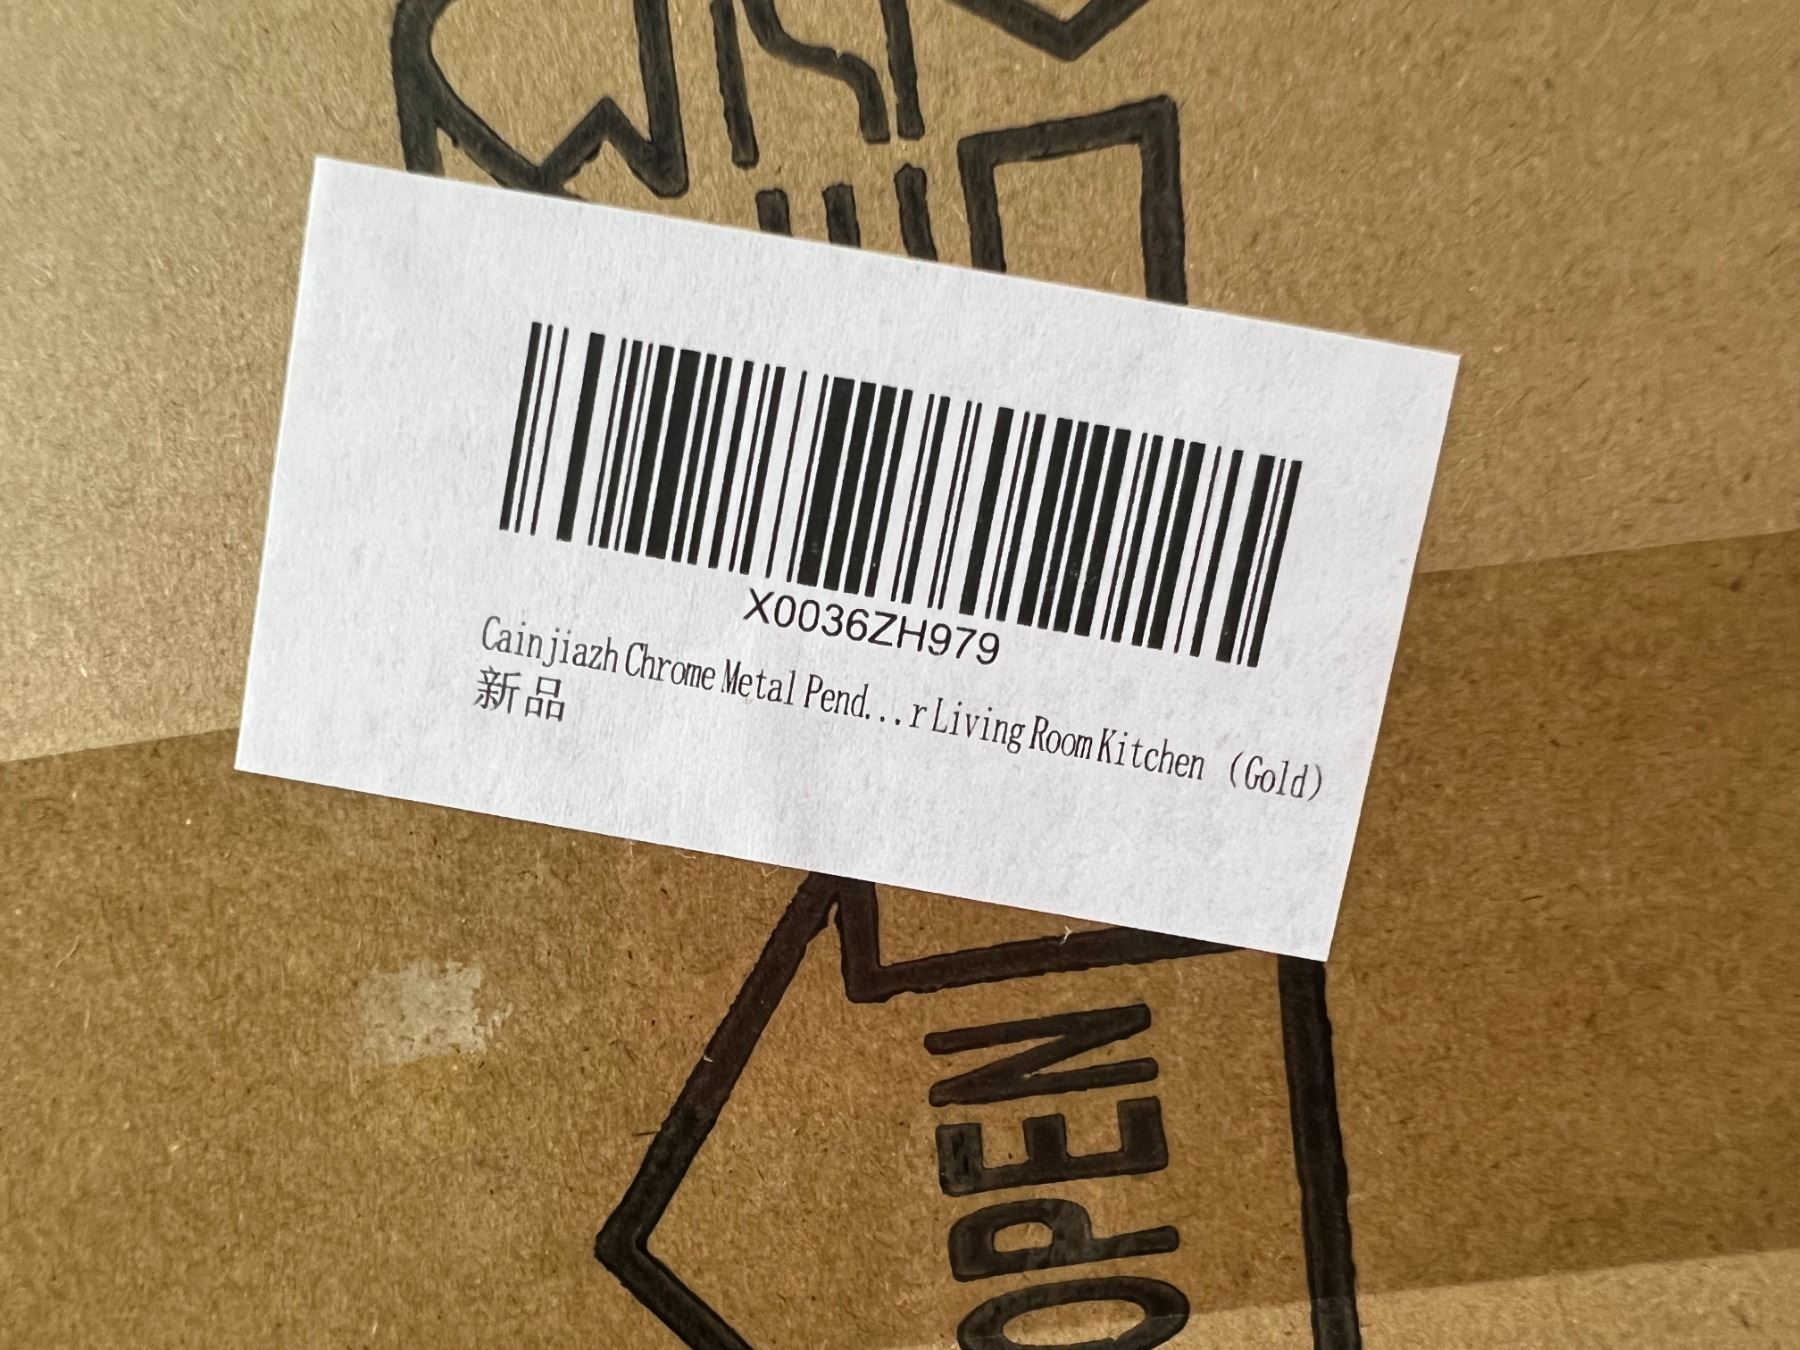 X0036ZH979
Cainjiazh Chrome Metal Pend...r Living Room Kitchen (Gold)
新品
OPEN